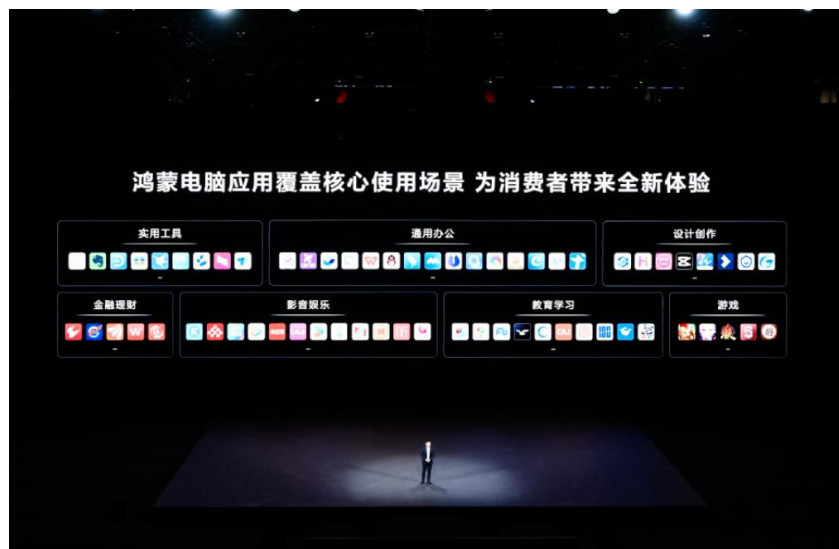 鸿蒙电脑应用覆盖核心使用场景 为消费者带来全新体验
实用工具
通用办公
设计创作
金融理财
影音娱乐
教育学习
游戏